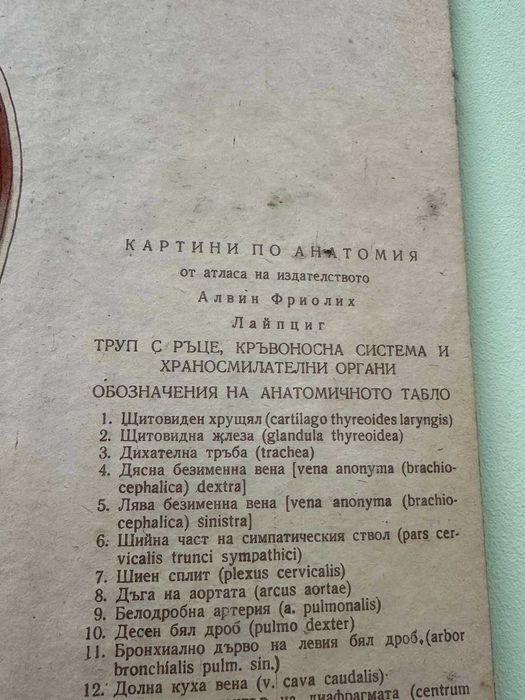 КАРТИНИ ПО АНАТОМИЯ
от атласа на издателството
Алвин Фриолих
Лайпциг
ТРУП С РЪЦЕ, КРЪВОНОСНА СИСТЕМА И
ХРАНОСМИЛАТЕЛНИ ОРГАНИ
ОБОЗНАЧЕНИЯ НА АНАТОМИЧНОТО ТАБЛО
1. Щитовиден хрущял (cartilago thyreoides laryngis)
2. Щитовидна жлеза (glandula thyreoidea)
3. Дихателна тръба (trachea)
4. Дясна безименна вена [vena anonyma (brachio-
cephalica) dextra]
5. Лява безименна вена [vena anonyma (brachio-
cephalica) sinistra]
6. Шийна част на симпатическия ствол (pars cer-
vicalis trunci sympathici)
7. Шиен сплит (plexus cervicalis)
8. Дъга на аортата (arcus aortae)
9. Белодробна артерия (a. pulmonalis)
10. Десен бял дроб (pulmo dexter)
11. Бронхиално дърво на левия бял дроб (arbor
bronchialis pulm. sin.)
12. Долна куха вена (v. cava caudalis)
на диафрагмата (centrum